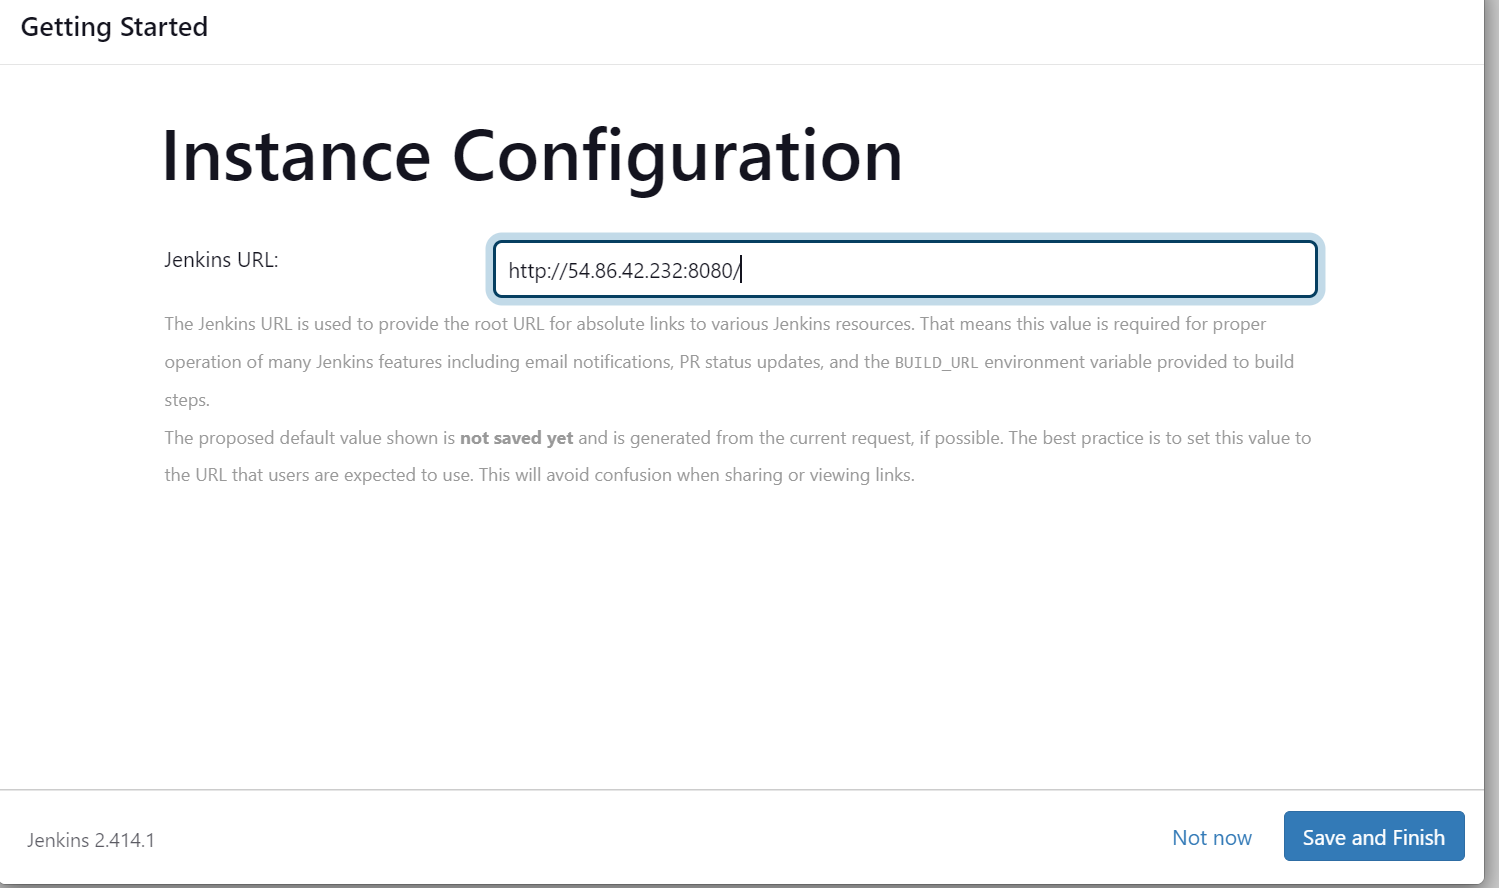 Getting Started
Instance Configuration
Jenkins URL:
http://54.86.42.232:8080/
The Jenkins URL is used to provide the root URL for absolute links to various Jenkins resources. That means this value is required for proper
operation of many Jenkins features including email notifications, PR status updates, and the BUILD_URL environment variable provided to build
steps.
The proposed default value shown is not saved yet and is generated from the current request, if possible. The best practice is to set this value to
the URL that users are expected to use. This will avoid confusion when sharing or viewing links.
Jenkins 2.414.1
Not now
Save and Finish